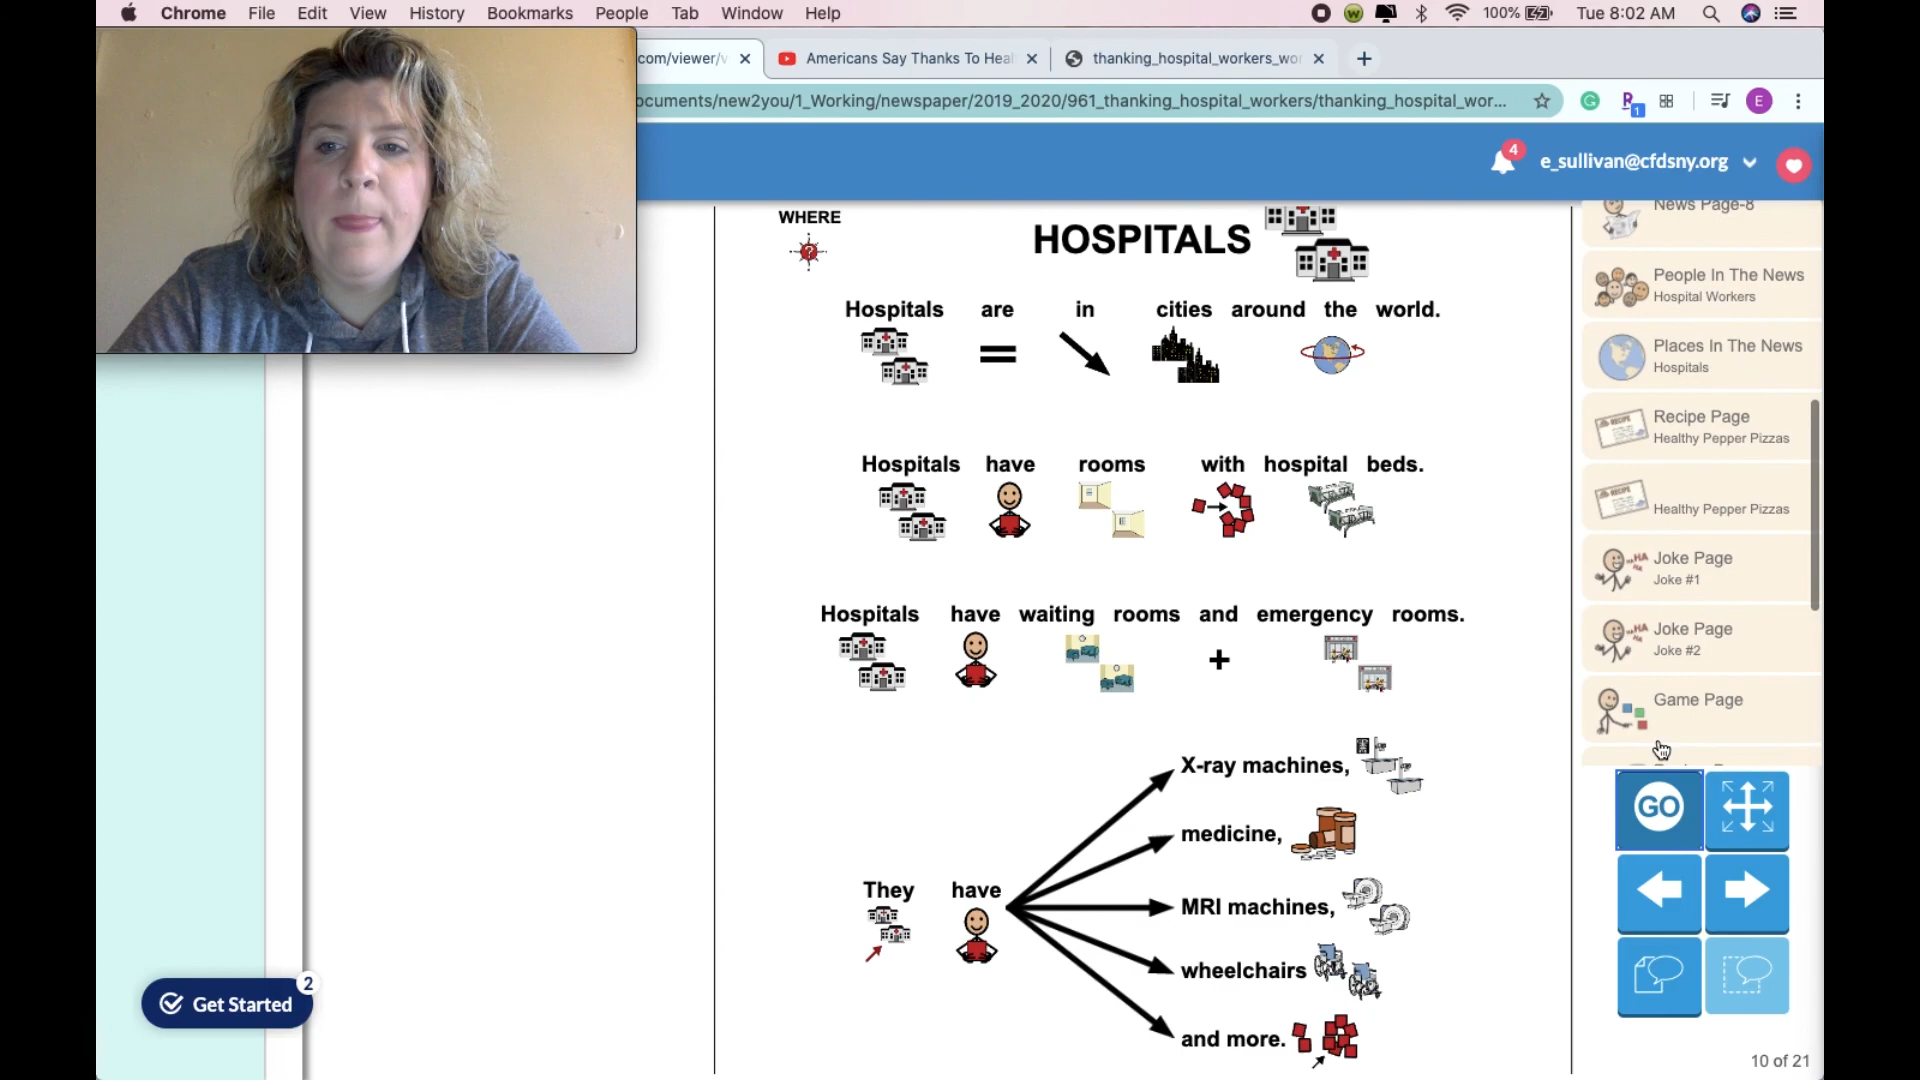 Chrome File Edit View History Bookmarks People Tab Window Help
100%
Tue 8:02 AM
com/viewer/v
Americans Say Thanks To Heal
thanking_hospital_workers_wor
ocuments/new2you/1_Working/newspaper/2019_2020/961_thanking_hospital_workers/thanking_hospital_wor...
1
E
4
e_sullivan@cfdsny.org
WHERE
?
HOSPITALS
Hospitals are in cities around the world.
Hospitals have rooms with hospital beds.
Hospitals have waiting rooms and emergency rooms.
They have
X-ray machines,
medicine,
MRI machines,
wheelchairs
and more.
News Page-8
People In The News
Hospital Workers
Places In The News
Hospitals
Recipe Page
Healthy Pepper Pizzas
Healthy Pepper Pizzas
Joke Page
Joke #1
Joke Page
Joke #2
Game Page
GO
Get Started
2
10 of 21